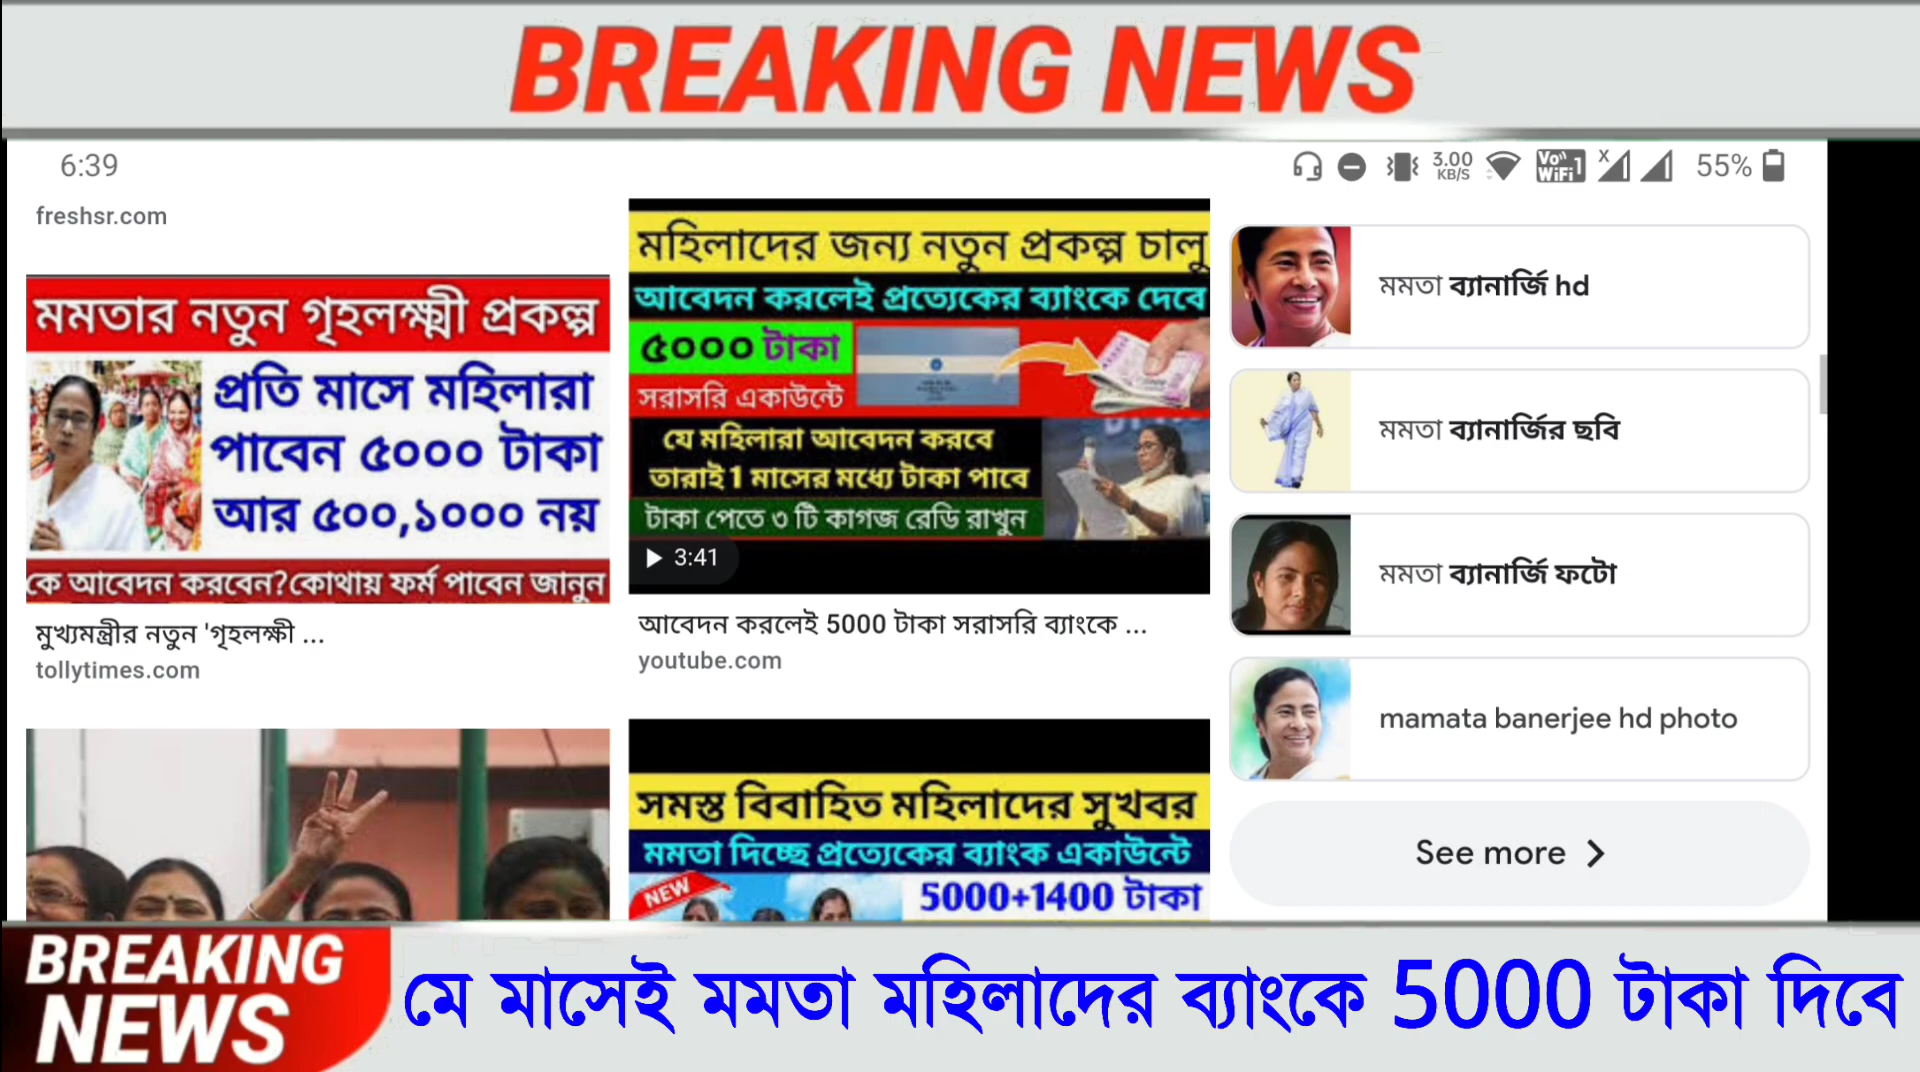 BREAKING NEWS
6:39
3.00
KB/S
Vo))
WiFi 1
X
55%
freshsr.com
মমতার নতুন গৃহলক্ষ্মী প্রকল্প
প্রতি মাসে মহিলারা
পাবেন ৫০০০ টাকা
আর ৫০০,১০০০ নয়
কে আবেদন করবেন?কোথায় ফর্ম পাবেন জানুন
মুখ্যমন্ত্রীর নতুন 'গৃহলক্ষী ...
tollytimes.com
মহিলাদের জন্য নতুন প্রকল্প চালু
আবেদন করলেই প্রত্যেকের ব্যাংকে দেবে
৫০০০ টাকা
সরাসরি একাউন্টে
যে মহিলারা আবেদন করবে
তারাই 1 মাসের মধ্যে টাকা পাবে
টাকা পেতে ৩ টি কাগজ রেডি রাখুন
3:41
আবেদন করলেই 5000 টাকা সরাসরি ব্যাংকে ...
youtube.com
সমস্ত বিবাহিত মহিলাদের সুখবর
মমতা দিচ্ছে প্রত্যেকের ব্যাংক একাউন্টে
NEW
5000+1400 টাকা
মমতা ব্যানার্জি hd
মমতা ব্যানার্জির ছবি
মমতা ব্যানার্জি ফটো
mamata banerjee hd photo
See more
BREAKING
NEWS
মে মাসেই মমতা মহিলাদের ব্যাংকে 5000 টাকা দিবে